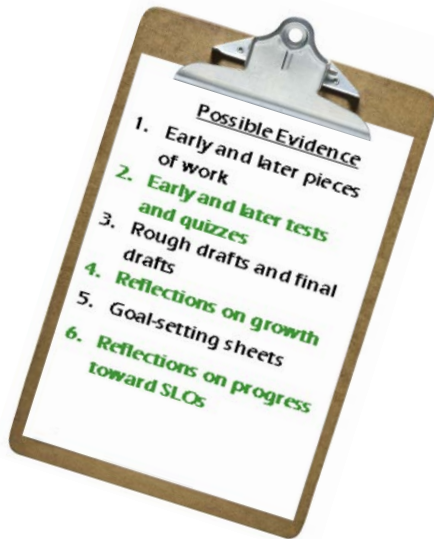 Possible Evidence
1. Early and later pieces
of work
2. Early and later tests
and quizzes
3. Rough drafts and final
drafts
4. Reflections on growth
5. Goal-setting sheets
6. Reflections on progress
toward SLOs